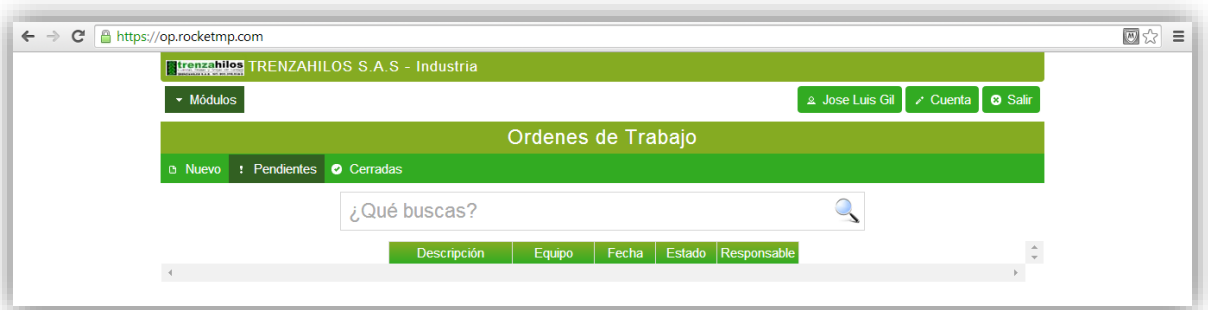 https://op.rocketmp.com
trenzahilos TRENZAHILOS S.A.S - Industria
Módulos Jose Luis Gil Cuenta Salir
Ordenes de Trabajo
Nuevo Pendientes Cerradas
¿Qué buscas?
Descripción Equipo Fecha Estado Responsable